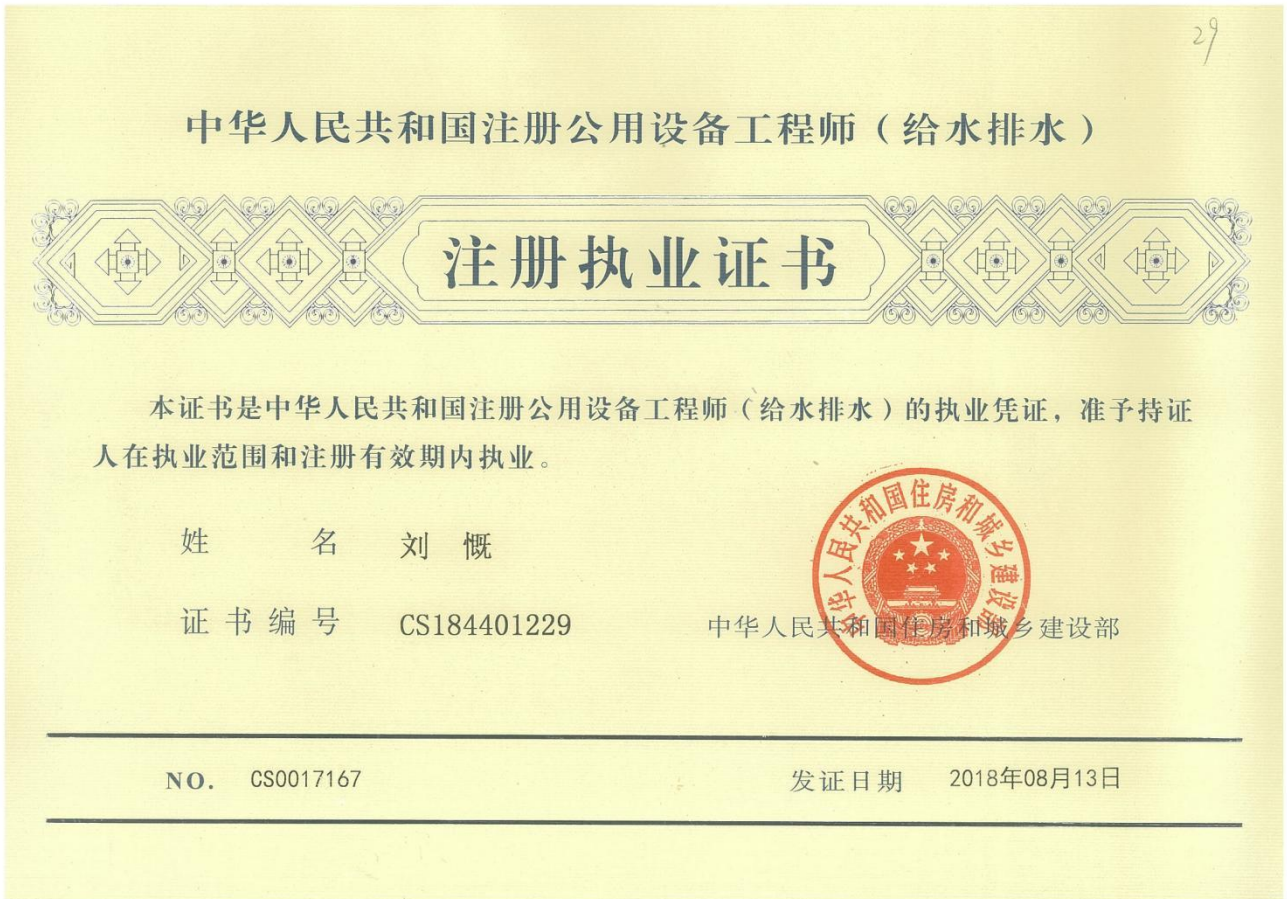 29
中华人民共和国注册公用设备工程师（给水排水）
注册执业证书
本证书是中华人民共和国注册公用设备工程师（给水排水）的执业凭证，准予持证
人在执业范围和注册有效期内执业。
姓 名 刘 慨
中华人民共和国住房和城乡建设部
证书编号 CS184401229
中华人民共和国住房和城乡建设部
NO. CS0017167
发证日期 2018年08月13日